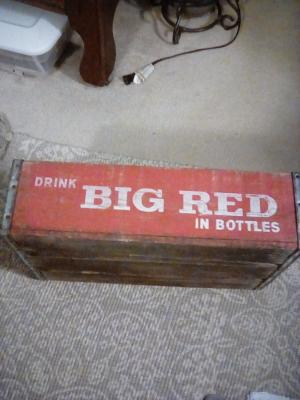 DRINK BIG RED
IN BOTTLES